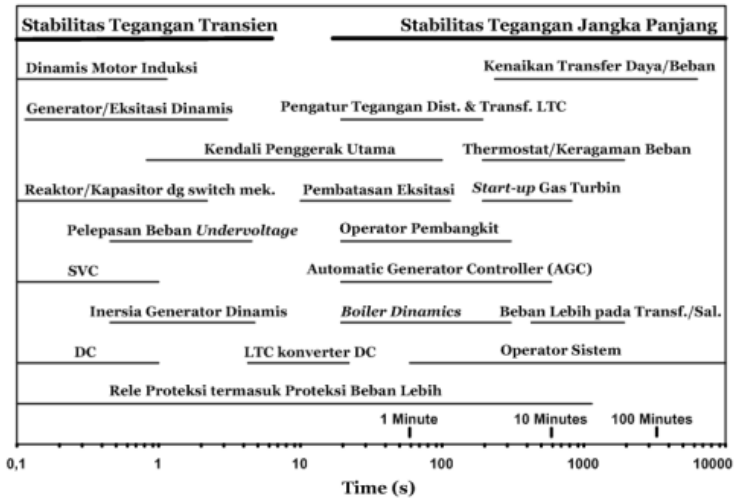 Stabilitas Tegangan Transien Stabilitas Tegangan Jangka Panjang
Dinamis Motor Induksi Kenaikan Transfer Daya/Beban
Generator/Eksitasi Dinamis Pengatur Tegangan Dist. & Transf. LTC
Kendali Penggerak Utama Thermostat/Keragaman Beban
Reaktor/Kapasitor dg switch mek. Pembatasan Eksitasi Start-up Gas Turbin
Pelepasan Beban Undervoltage Operator Pembangkit
SVC Automatic Generator Controller (AGC)
Inersia Generator Dinamis Boiler Dynamics Beban Lebih pada Transf./Sal.
DC LTC konverter DC Operator Sistem
Rele Proteksi termasuk Proteksi Beban Lebih
1 Minute 10 Minutes 100 Minutes
0,1 1 10 100 1000 10000
Time (s)